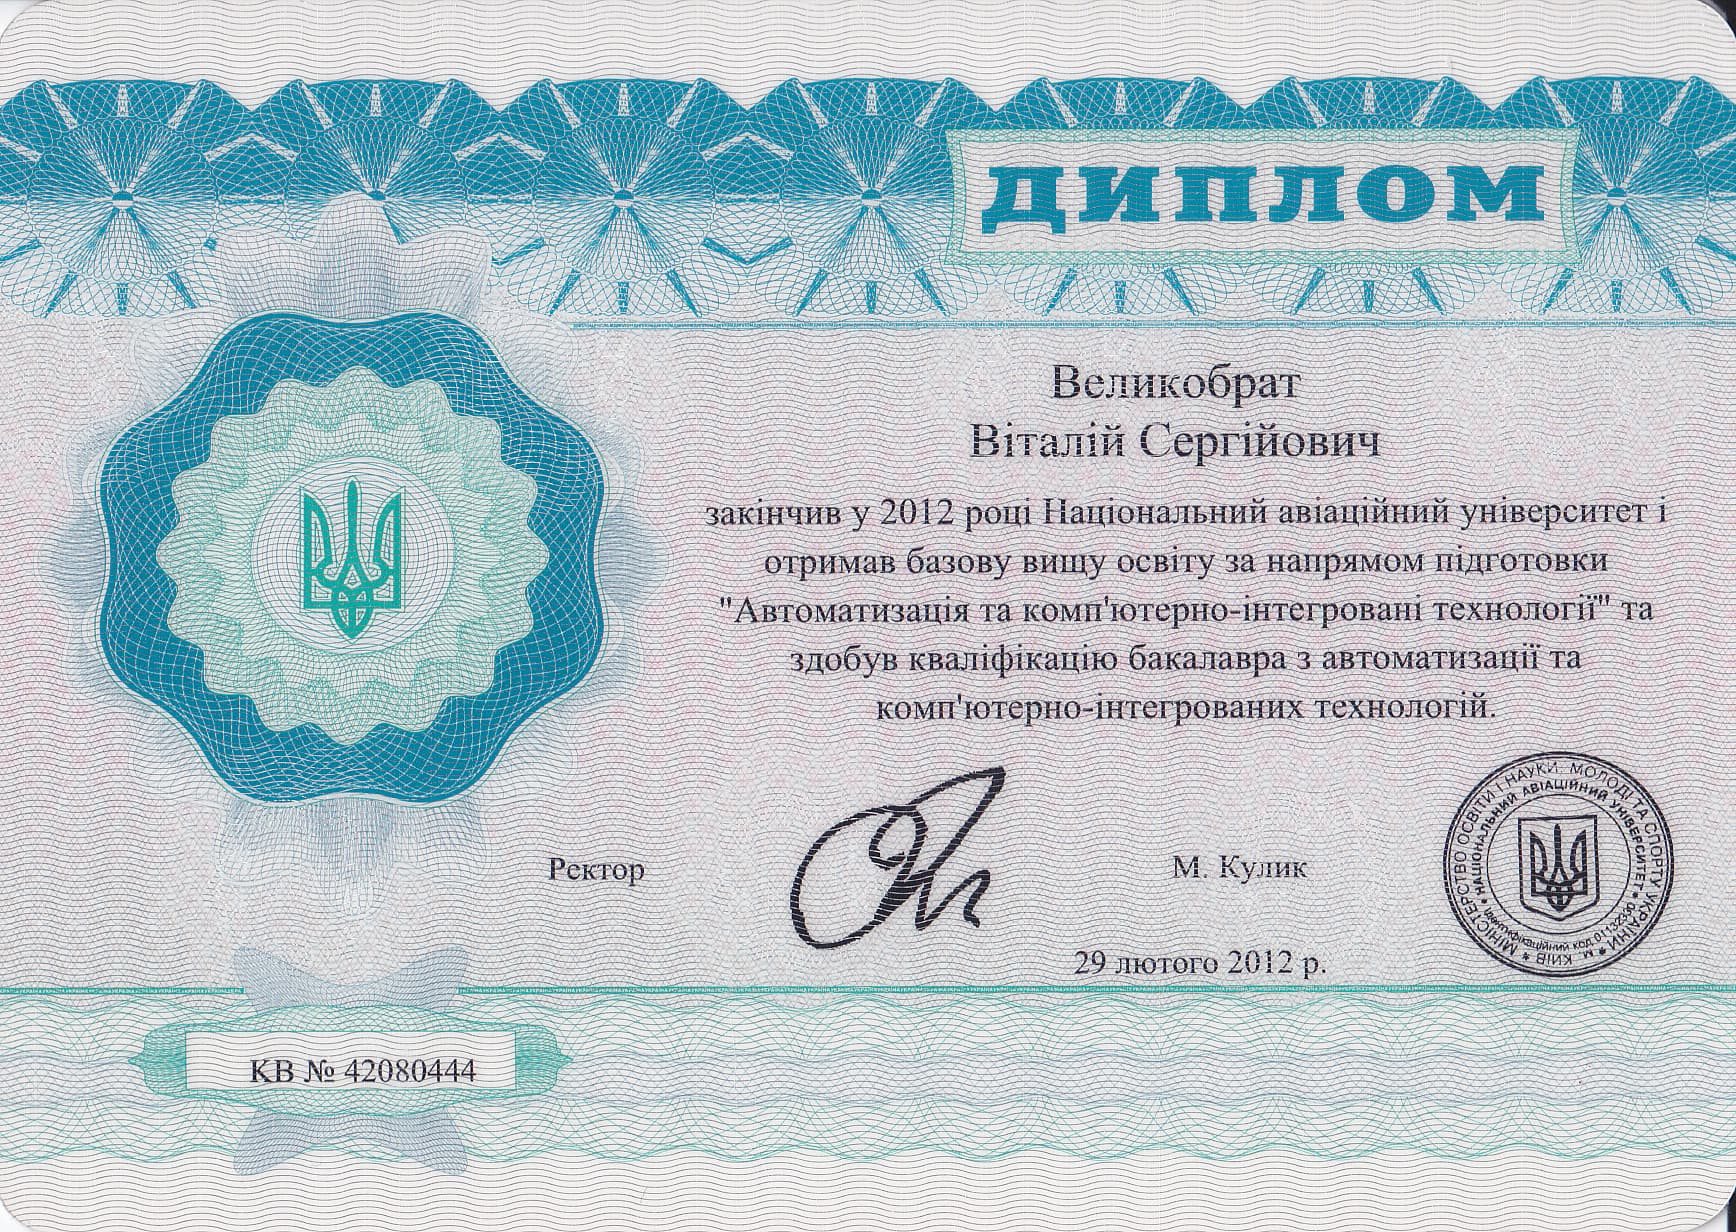 ДИПЛОМ
Великобрат
Віталій Сергійович
закінчив у 2012 році Національний авіаційний університет і
отримав базову вищу освіту за напрямом підготовки
"Автоматизація та комп'ютерно-інтегровані технології" та
здобув кваліфікацію бакалавра з автоматизації та
комп'ютерно-інтегрованих технологій.
Ректор
М. Кулик
МІНІСТЕРСТВО ОСВІТИ І НАУКИ, МОЛОДІ ТА СПОРТУ УКРАЇНИ * м. КИЇВ *
НАЦІОНАЛЬНИЙ АВІАЦІЙНИЙ УНІВЕРСИТЕТ
Ідентифікаційний код 01132330
29 лютого 2012 р.
КВ № 42080444